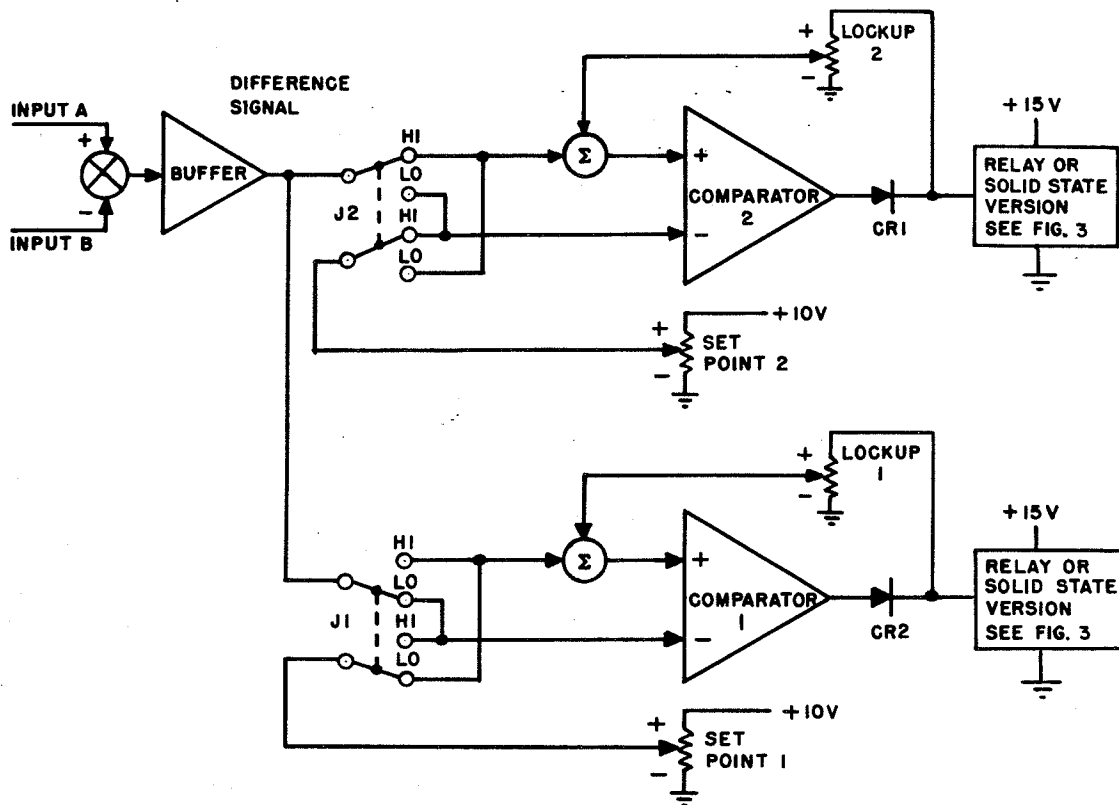 INPUT A
+
-
INPUT B
BUFFER
DIFFERENCE
SIGNAL
J2
HI
LO
HI
LO
Σ
+
-
LOCKUP
2
+
-
COMPARATOR
2
CR1
+15V
RELAY OR
SOLID STATE
VERSION
SEE FIG. 3
+10V
+
-
SET
POINT 2
J1
HI
LO
HI
LO
Σ
+
-
LOCKUP
1
+
-
COMPARATOR
1
CR2
+15V
RELAY OR
SOLID STATE
VERSION
SEE FIG. 3
+10V
+
-
SET
POINT 1